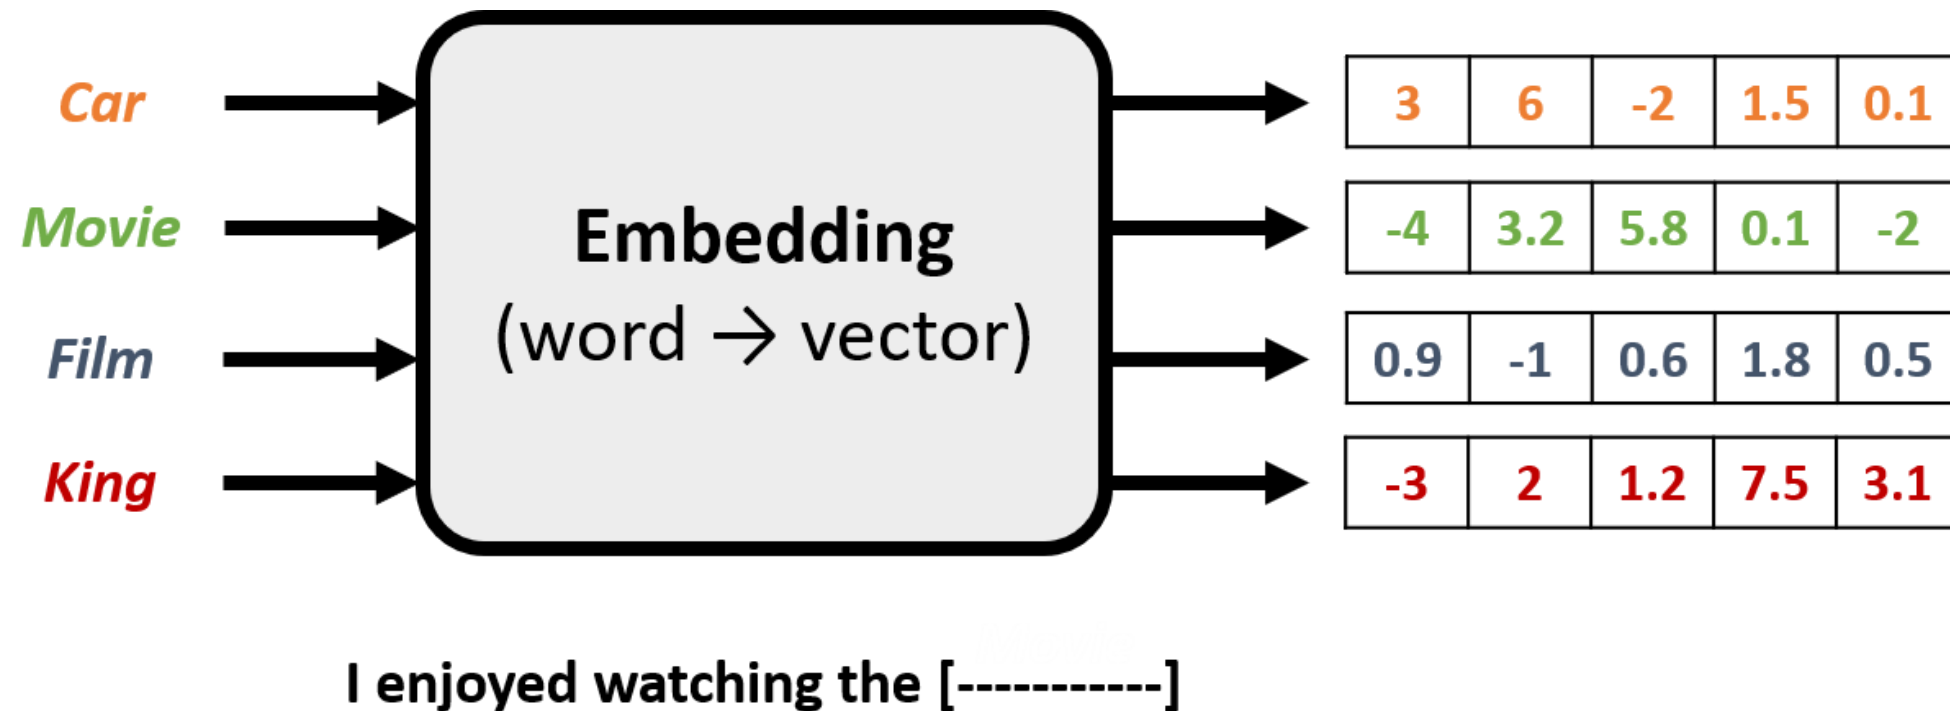 Car 3 6 -2 1.5 0.1
Movie -4 3.2 5.8 0.1 -2
Embedding
(word → vector)
Film 0.9 -1 0.6 1.8 0.5
King -3 2 1.2 7.5 3.1
I enjoyed watching the [-----------]